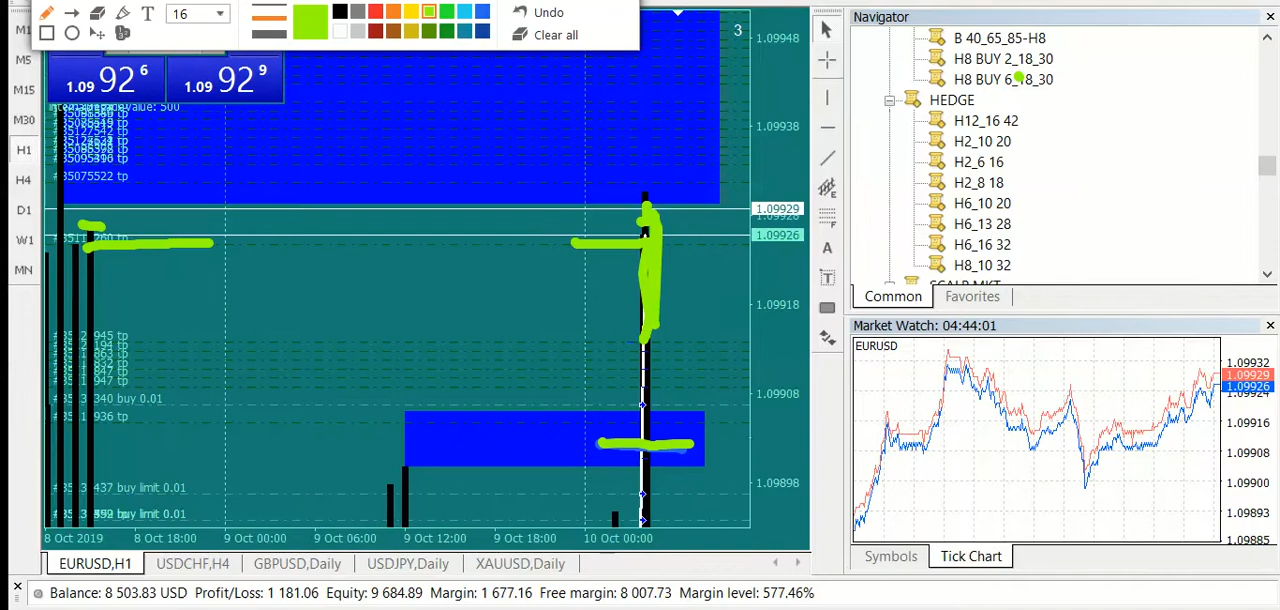 16
Undo
Clear all
M5
M15
M30
H1
H4
D1
W1
MN
1.09 92 6
1.09 92 9
3
#35075522 tp
buy 0.01
437 buy limit 0.01
buy limit 0.01
1.09948
1.09938
1.09929
1.09926
1.09918
1.09908
1.09898
8 Oct 2019
8 Oct 18:00
9 Oct 00:00
9 Oct 06:00
9 Oct 12:00
9 Oct 18:00
10 Oct 00:00
EURUSD,H1
USDCHF,H4
GBPUSD,Daily
USDJPY,Daily
XAUUSD,Daily
Navigator
B 40_65_85-H8
H8 BUY 2_18_30
H8 BUY 6_18_30
HEDGE
H12_16 42
H2_10 20
H2_6 16
H2_8 18
H6_10 20
H6_13 28
H6_16 32
H8_10 32
Common
Favorites
Market Watch: 04:44:01
EURUSD
1.09932
1.09929
1.09926
1.09924
1.09916
1.09908
1.09900
1.09893
1.09885
Symbols
Tick Chart
Balance: 8 503.83 USD Profit/Loss: 1 181.06 Equity: 9 684.89 Margin: 1 677.16 Free margin: 8 007.73 Margin level: 577.46%